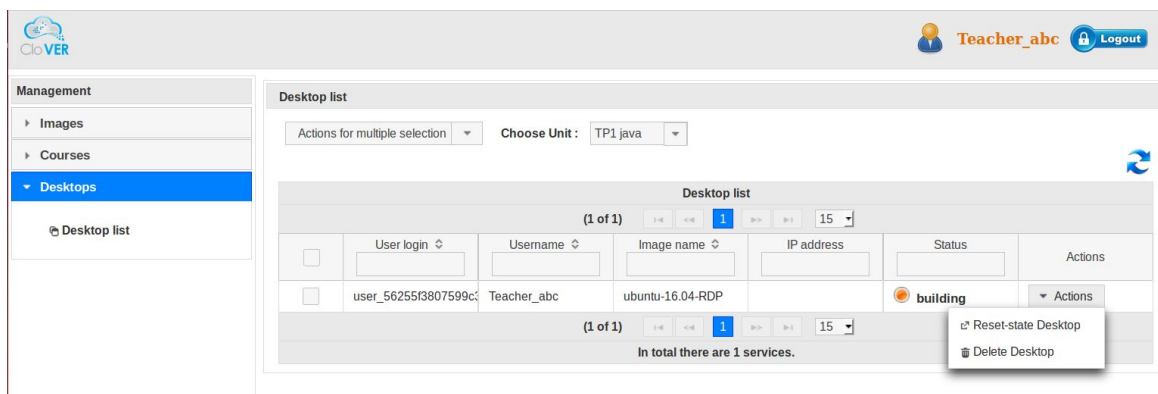 CloVER
Teacher_abc Logout
Management
Images
Courses
Desktops
Desktop list
Desktop list
Actions for multiple selection Choose Unit : TP1 java
Desktop list
(1 of 1) 1 15
User login Username Image name IP address Status Actions
user_56255f3807599c Teacher_abc ubuntu-16.04-RDP building Actions
(1 of 1) 1 15
In total there are 1 services.
Reset-state Desktop
Delete Desktop